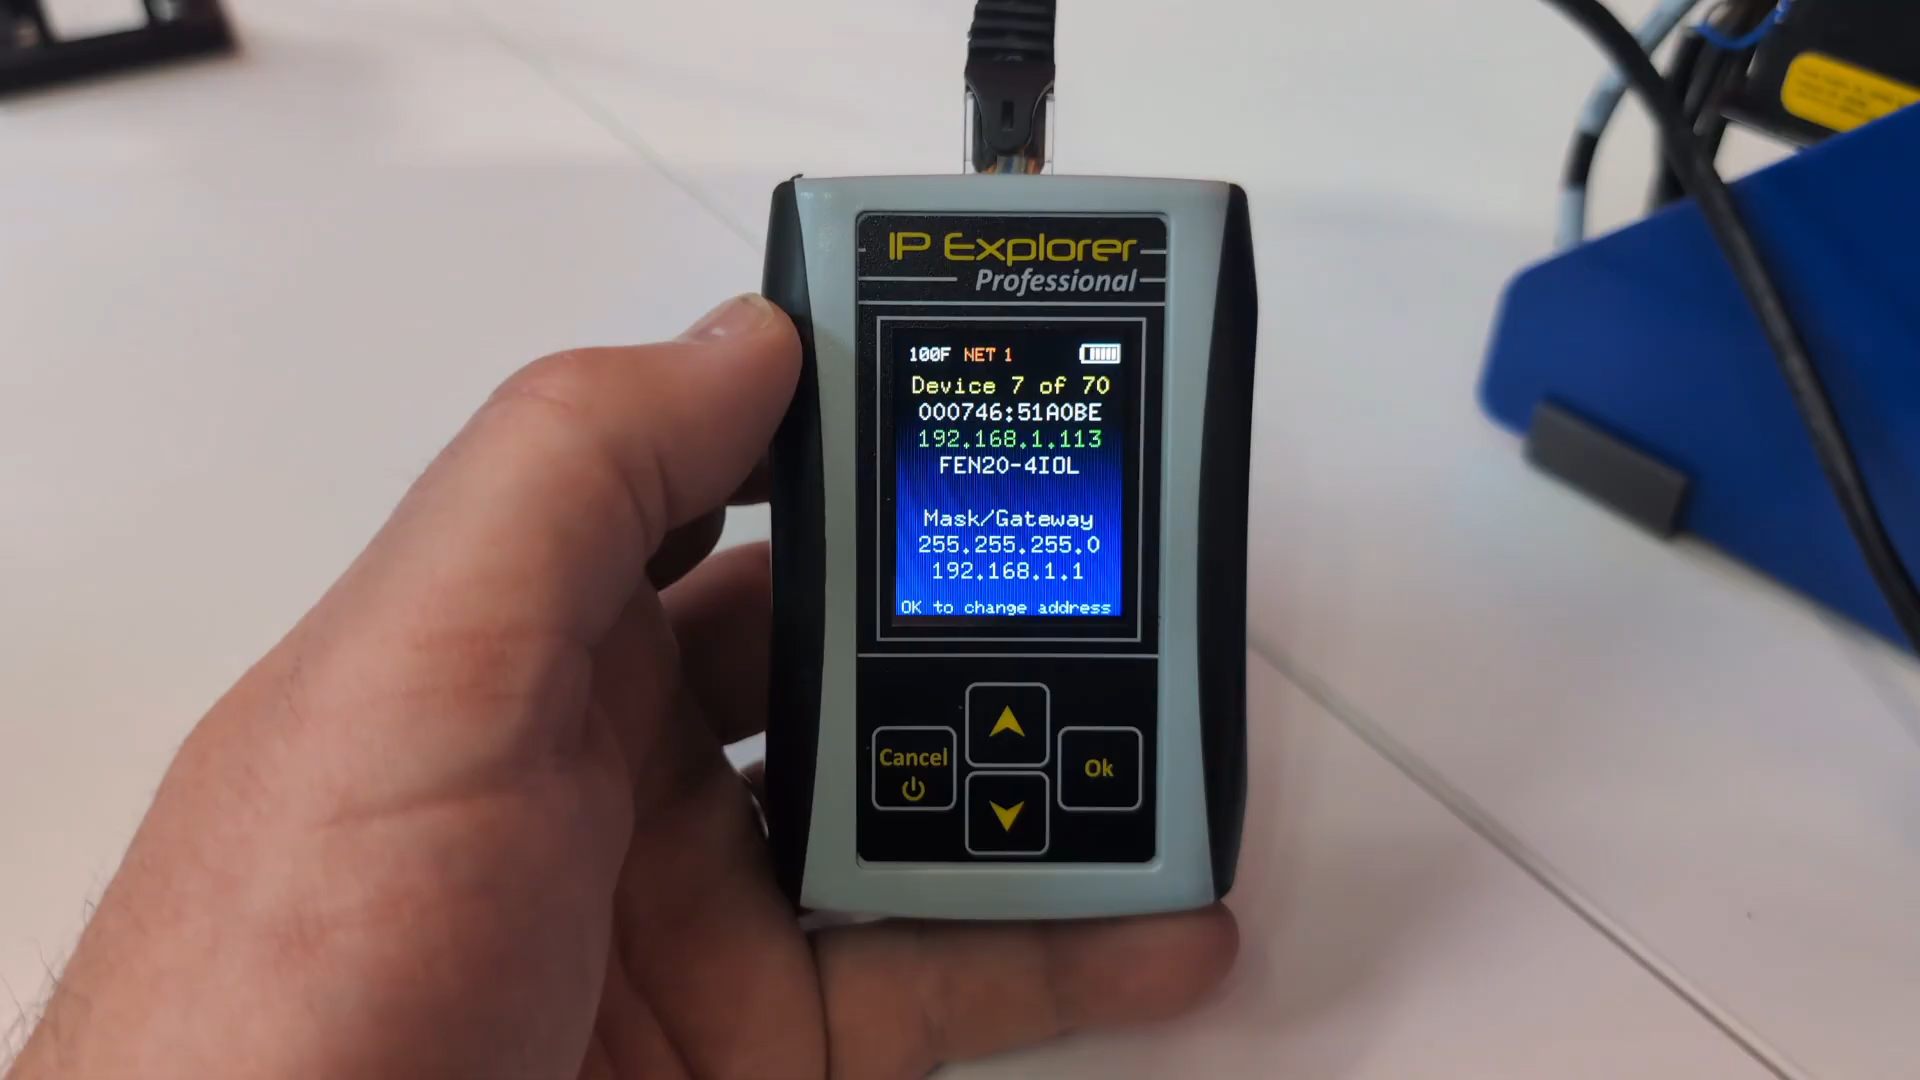 IP Explorer
Professional
100F NET 1
Device 7 of 70
000746:51A0BE
192.168.1.113
FEN20-4IOL
Mask/Gateway
255.255.255.0
192.168.1.1
OK to change address
Cancel
Ok